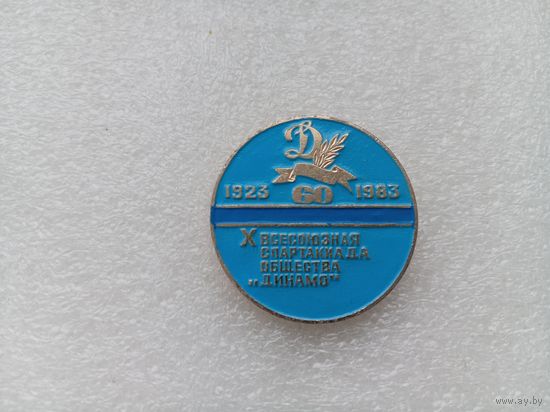 Д
1923 60 1983
X ВСЕСОЮЗНАЯ
СПАРТАКИАДА
ОБЩЕСТВА
„ДИНАМО"
www.ay.by